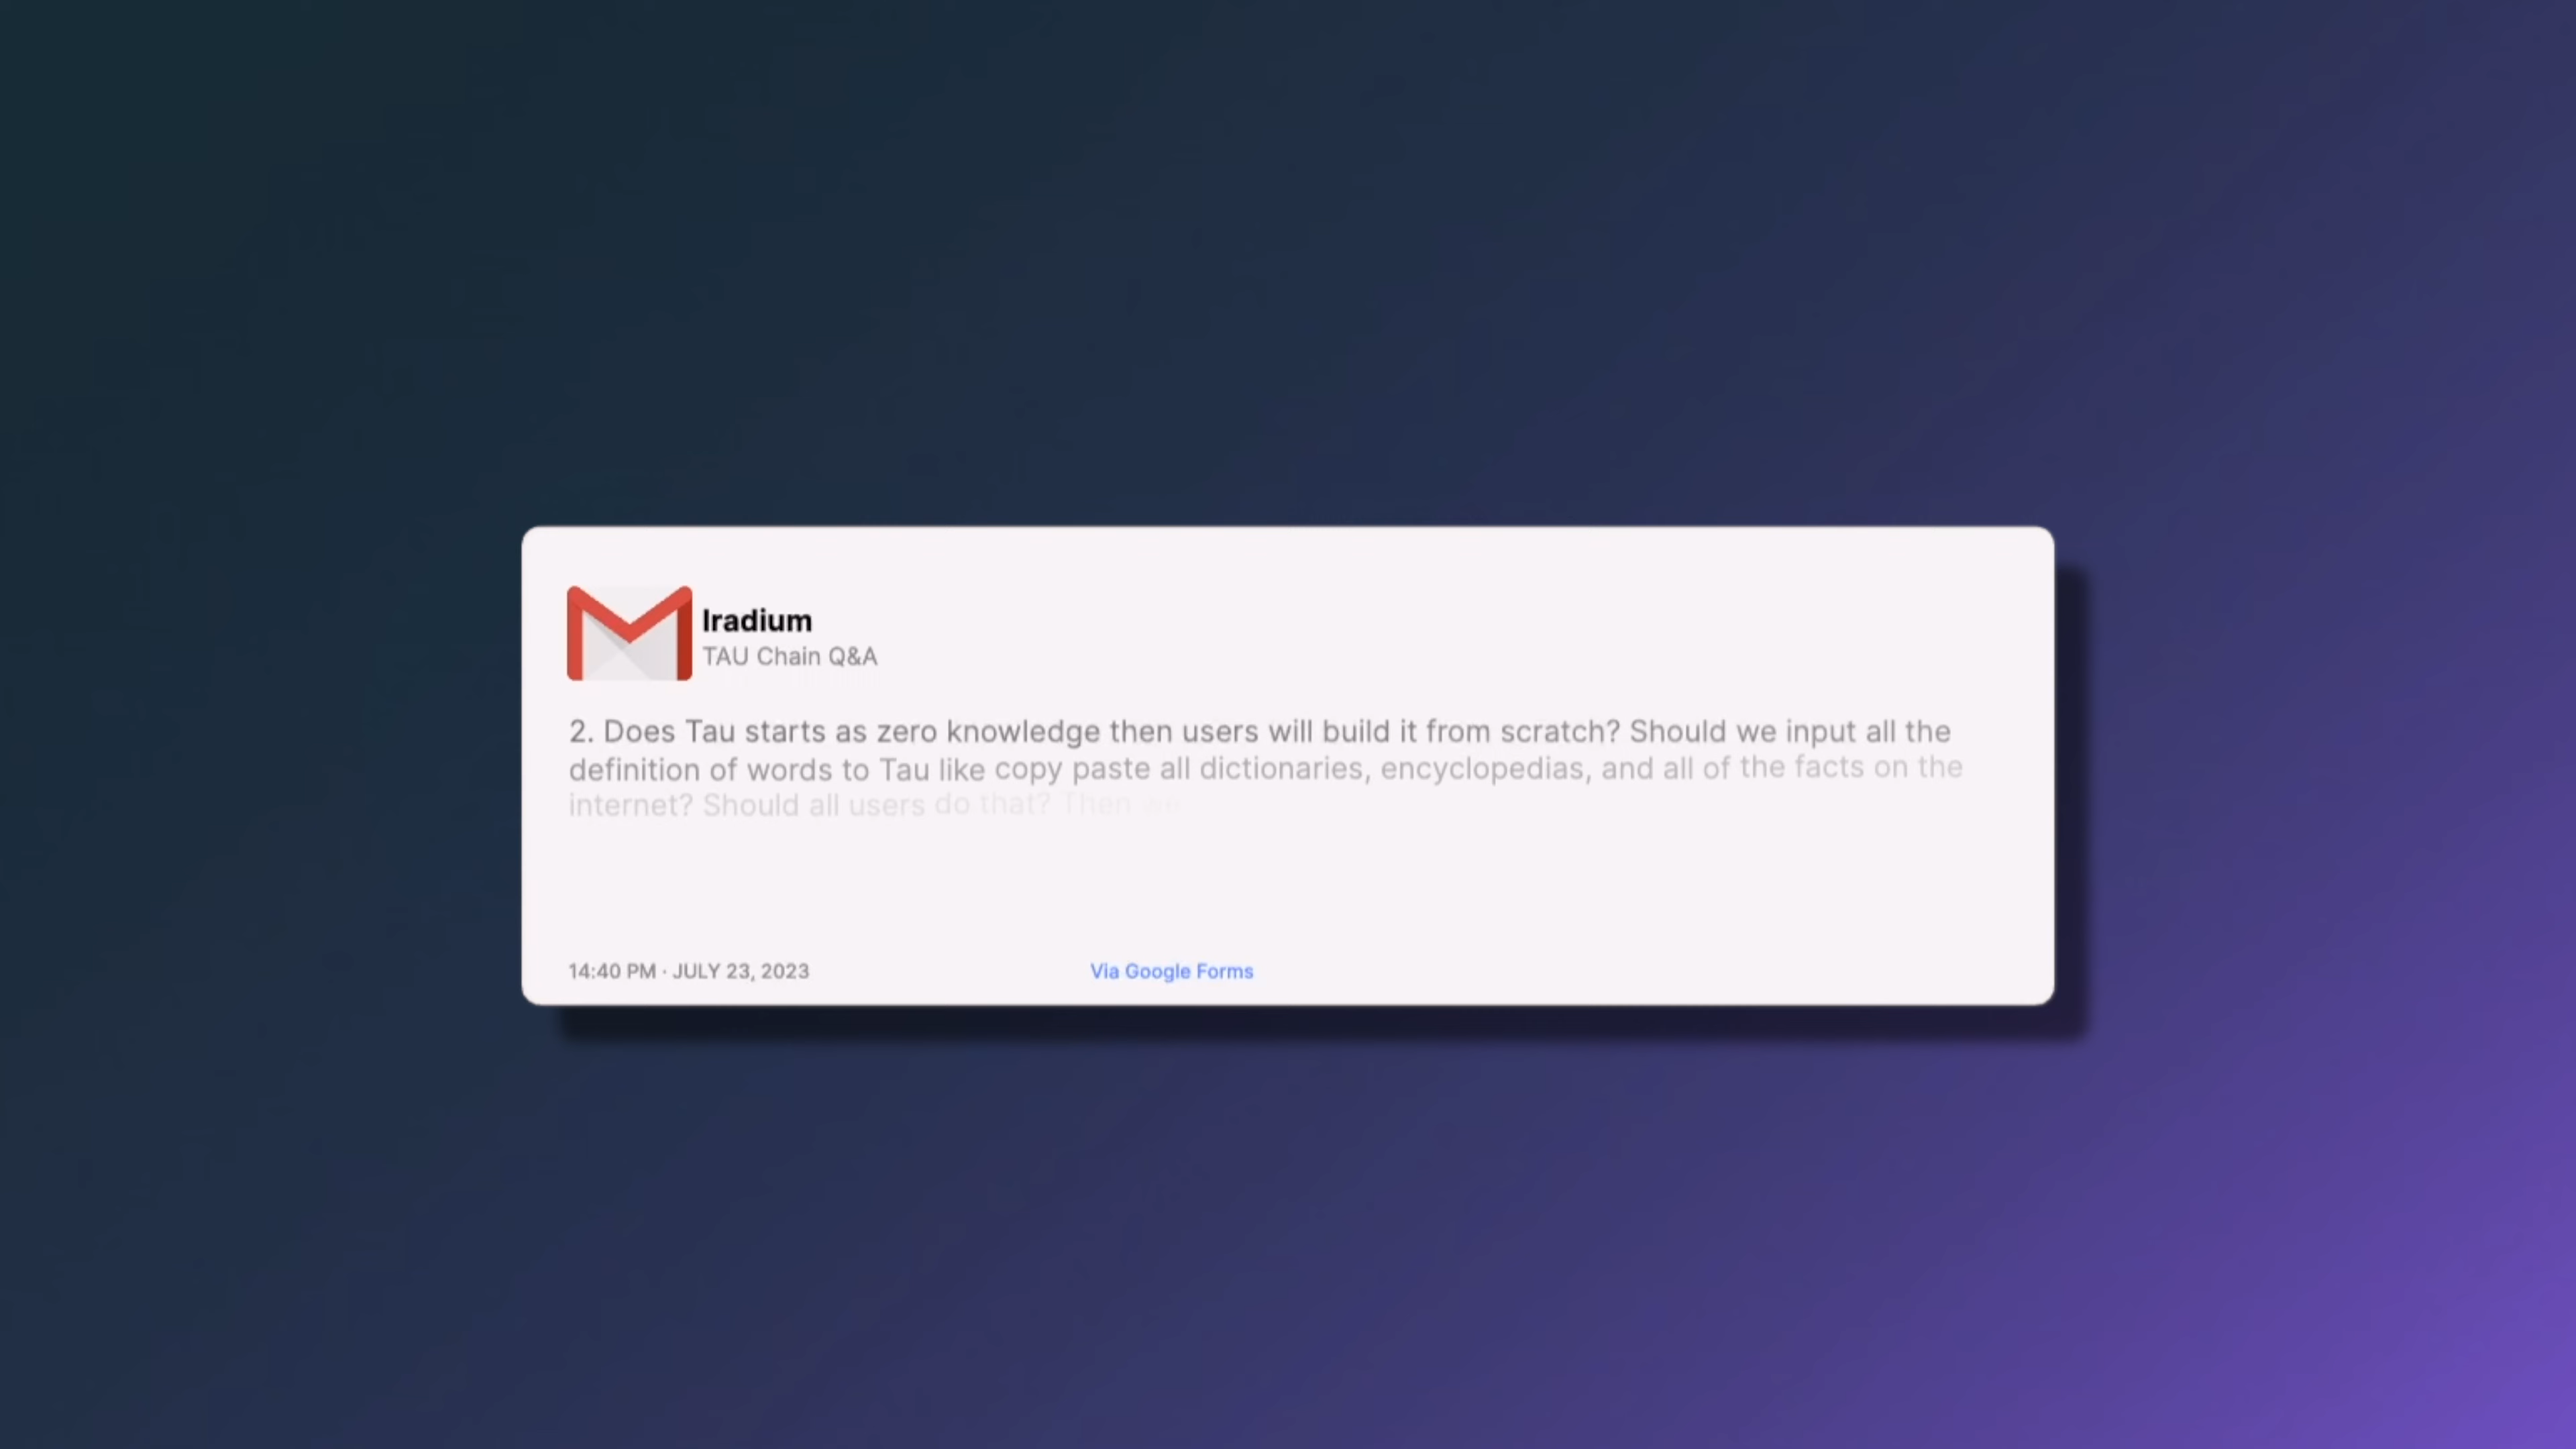 Iradium
TAU Chain Q&A
2. Does Tau starts as zero knowledge then users will build it from scratch? Should we input all the
definition of words to Tau like copy paste all dictionaries, encyclopedias, and all of the facts on the
internet? Should all users do that? Then
14:40 PM · JULY 23, 2023
Via Google Forms